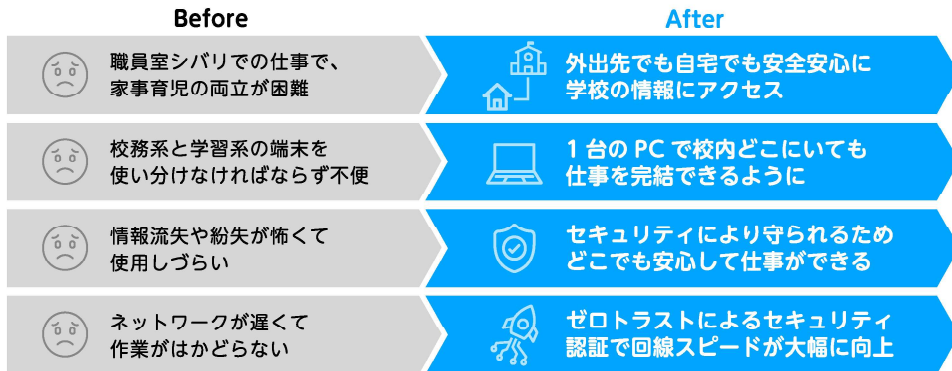 Before
After
職員室シバリでの仕事で、
家事育児の両立が困難
外出先でも自宅でも安全安心に
学校の情報にアクセス
校務系と学習系の端末を
使い分けなければならず不便
1台のPCで校内どこにいても
仕事を完結できるように
情報流失や紛失が怖くて
使用しづらい
セキュリティにより守られるため
どこでも安心して仕事ができる
ネットワークが遅くて
作業がはかどらない
ゼロトラストによるセキュリティ
認証で回線スピードが大幅に向上